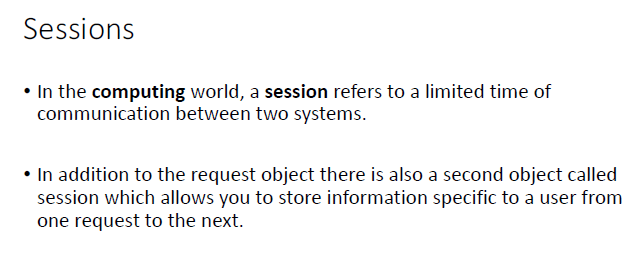 Sessions
• In the computing world, a session refers to a limited time of
communication between two systems.
• In addition to the request object there is also a second object called
session which allows you to store information specific to a user from
one request to the next.